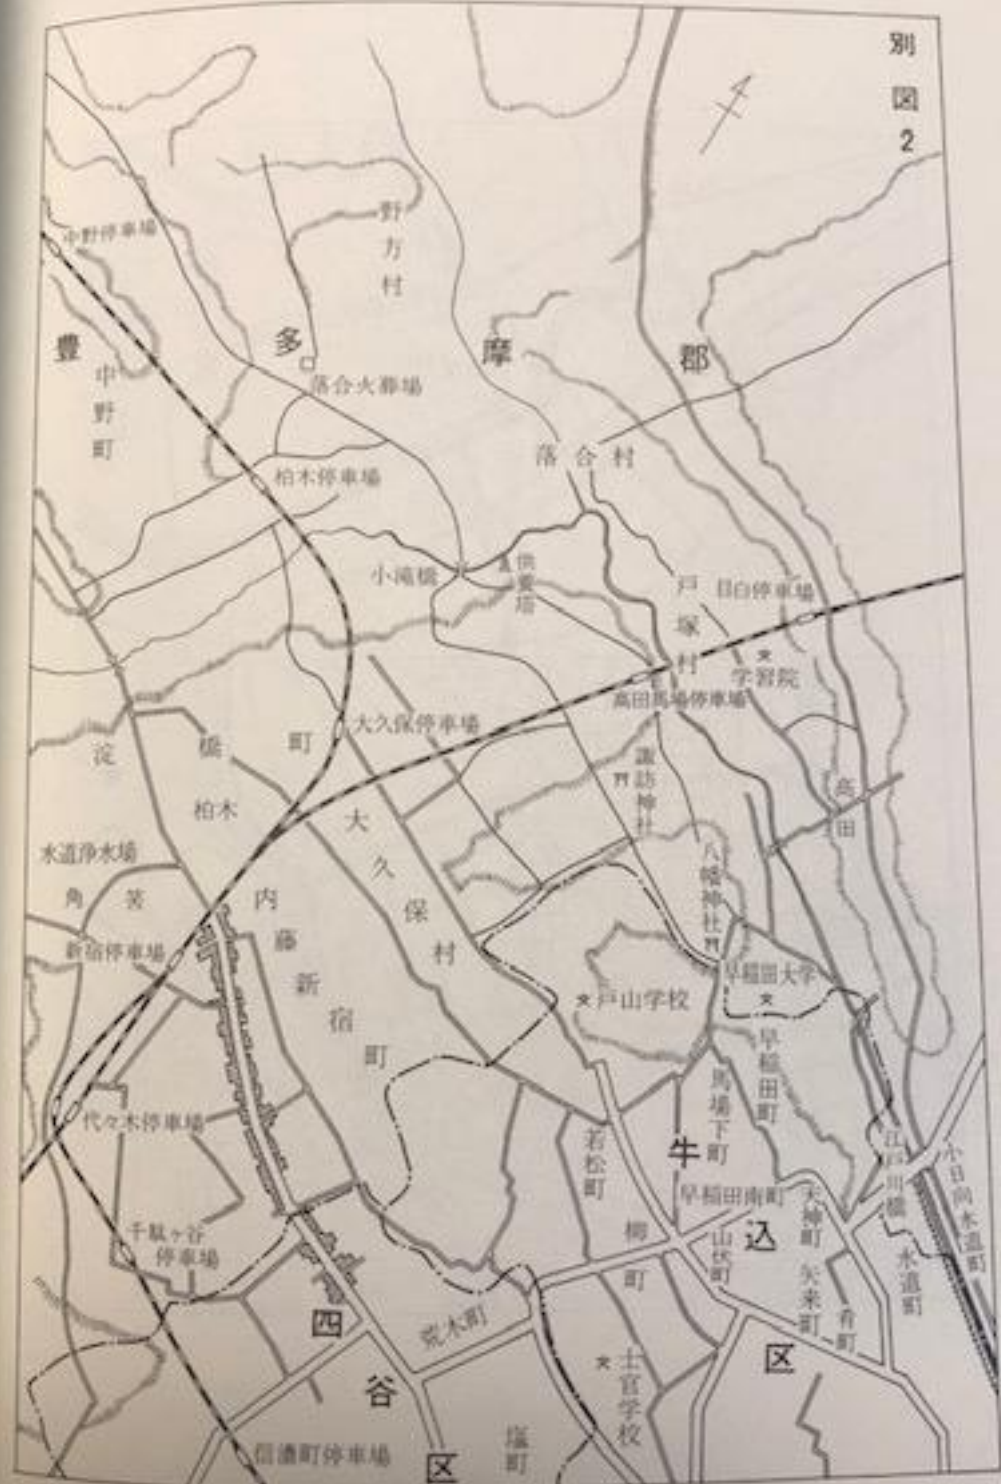 別図2
中野停車場
野方村
豊多摩郡
中野町
落合火葬場
落合村
柏木停車場
小滝橋
供養塔
戸塚村
目白停車場
学習院
高田馬場停車場
大久保停車場
淀橋町
柏木
諏訪神社
高田
大久保村
八幡神社
水道浄水場
角筈
内藤新宿町
新宿停車場
戸山学校
早稲田大学
早稲田町
馬場下町
代々木停車場
若松町
牛込区
江戸川橋
小日向水道町
早稲田南町
天神町
千駄ヶ谷停車場
柳町
山伏町
矢来町
水道町
肴町
四谷区
荒木町
士官学校
信濃町停車場
塩町